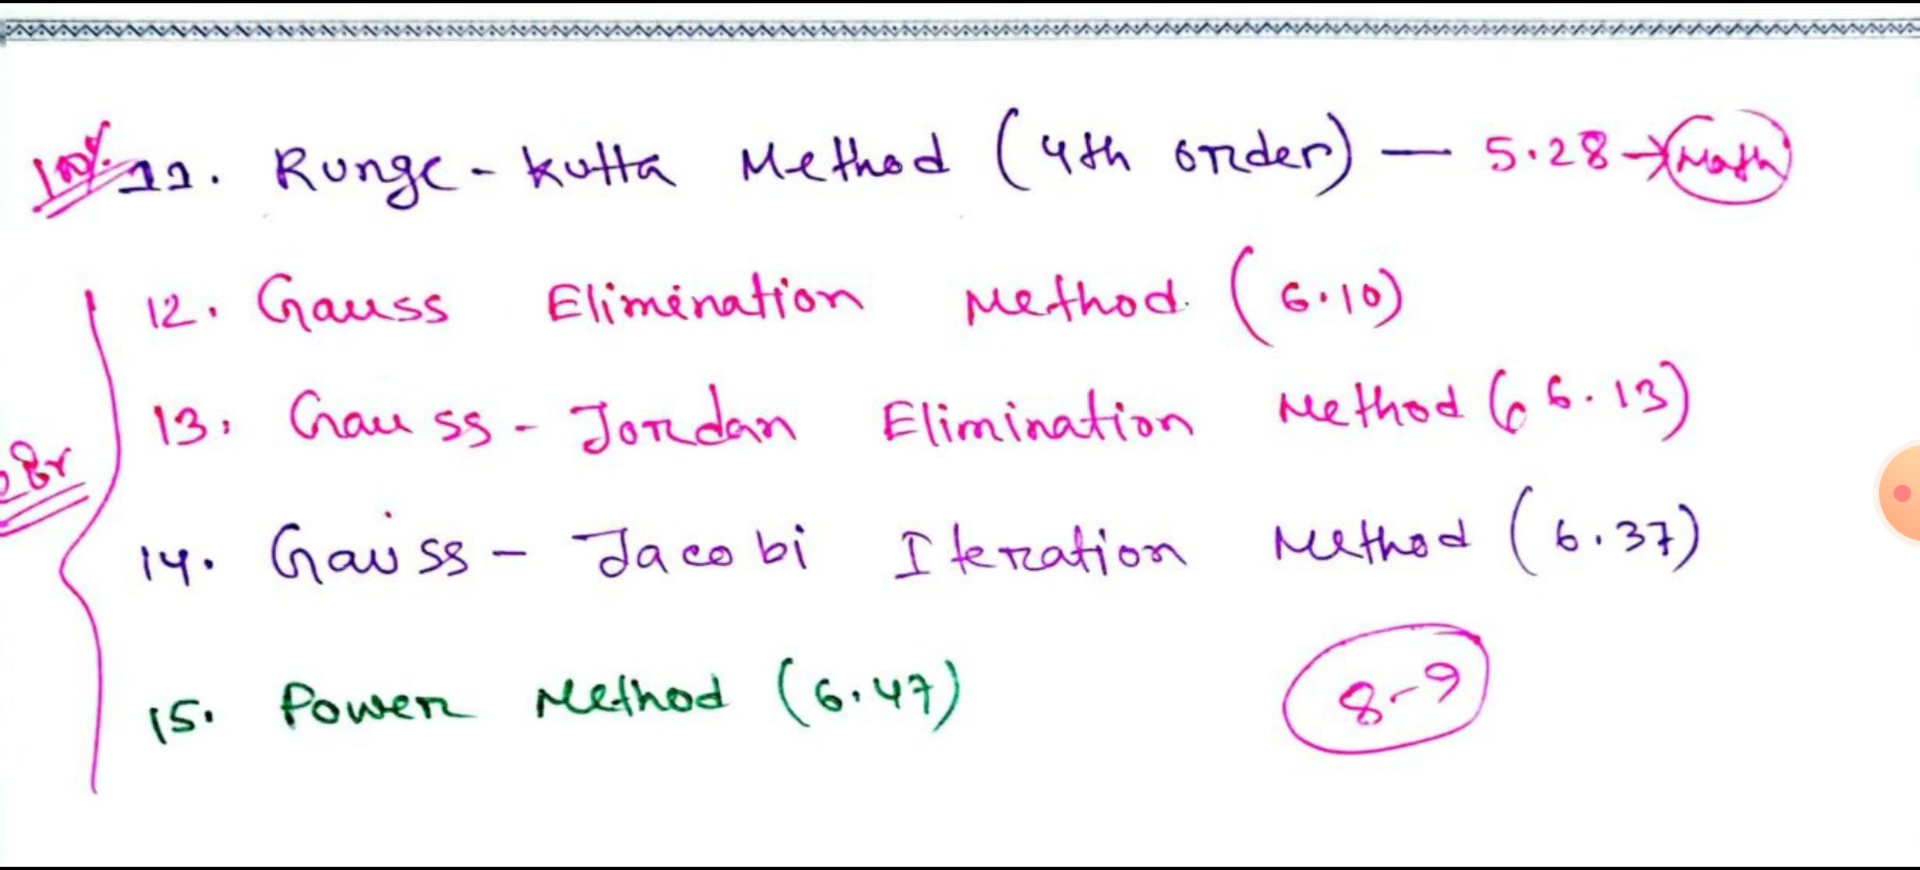 100% 11. Runge - Kutta Method (4th order) — 5.28 → Math
12. Gauss Elimination Method (6.10)
13. Gauss - Jordan Elimination Method (6.13)
14. Gauss - Jacobi Iteration Method (6.37)
15. Power Method (6.47)
8-9